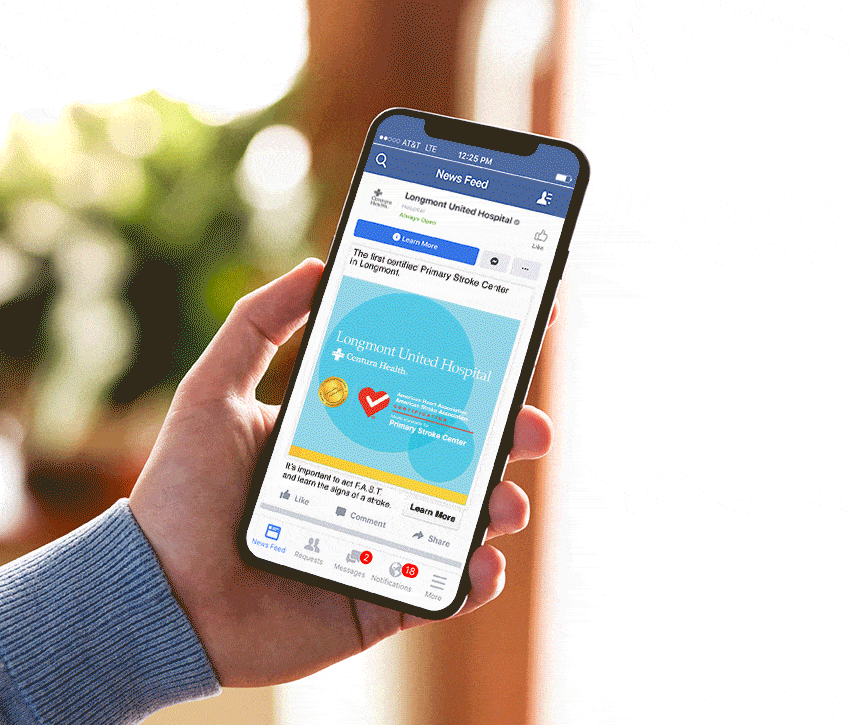 AT&T LTE 12:25 PM
News Feed
Centura
Health
Longmont United Hospital
Hospital
Always Open
Like
Learn More
The first certified Primary Stroke Center
in Longmont.
Longmont United Hospital
Centura Health.
American Heart Association
American Stroke Association
CERTIFICATION
Primary Stroke Center
It's important to act F.A.S.T.
and learn the signs of a stroke.
Learn More
Like Comment Share
2
18
News Feed Requests Messages Notifications More